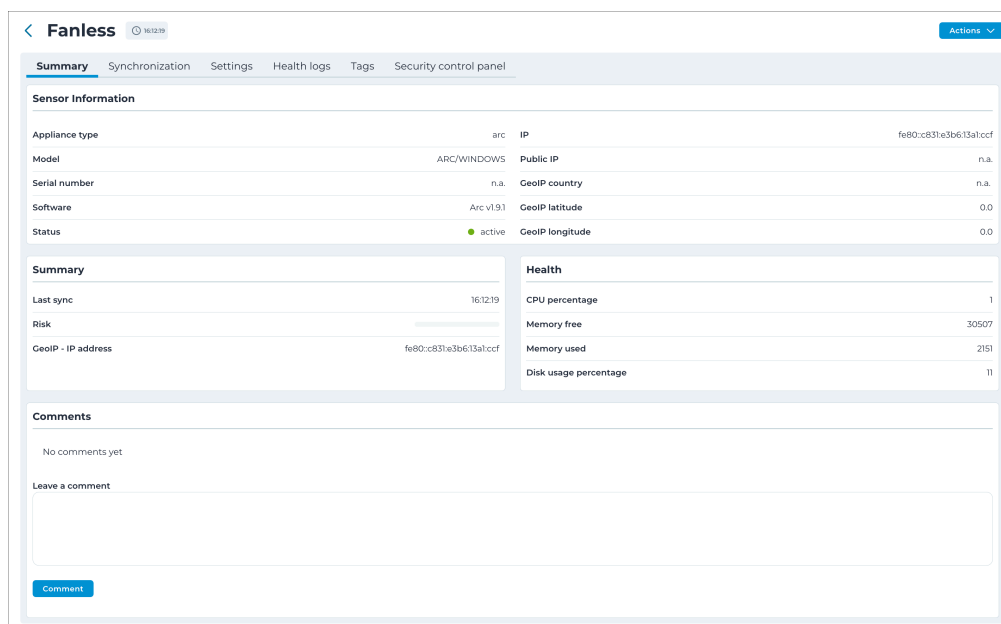 Fanless 16:12:19
Actions
Summary Synchronization Settings Health logs Tags Security control panel
Sensor Information
Appliance type arc
Model ARC/WINDOWS
Serial number n.a.
Software Arc v1.9.1
Status active
IP fe80::c831:e3b6:13a1:ccf
Public IP n.a.
GeoIP country n.a.
GeoIP latitude 0.0
GeoIP longitude 0.0
Summary
Last sync 16:12:19
Risk
GeoIP - IP address fe80::c831:e3b6:13a1:ccf
Health
CPU percentage 1
Memory free 30507
Memory used 2151
Disk usage percentage 11
Comments
No comments yet
Leave a comment
Comment